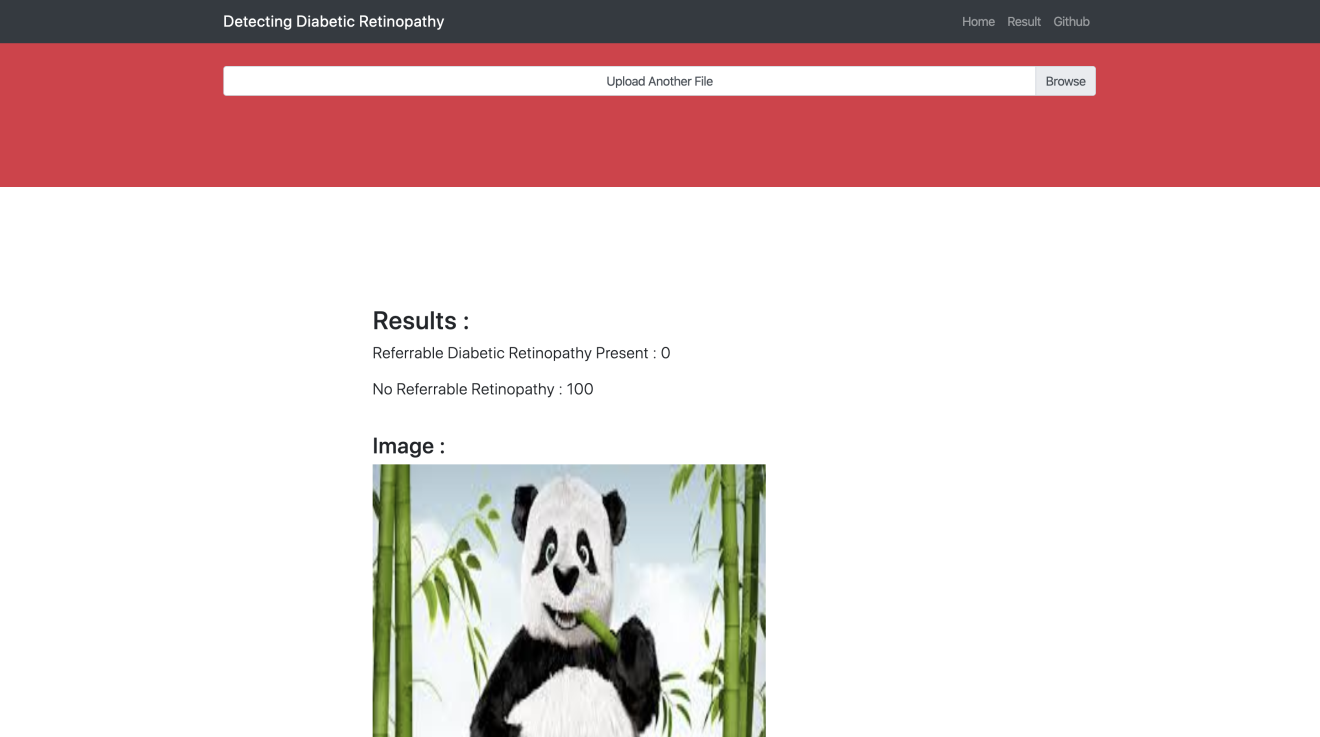 Detecting Diabetic Retinopathy
Home Result Github
Upload Another File Browse
Results :
Referrable Diabetic Retinopathy Present : 0
No Referrable Retinopathy : 100
Image :